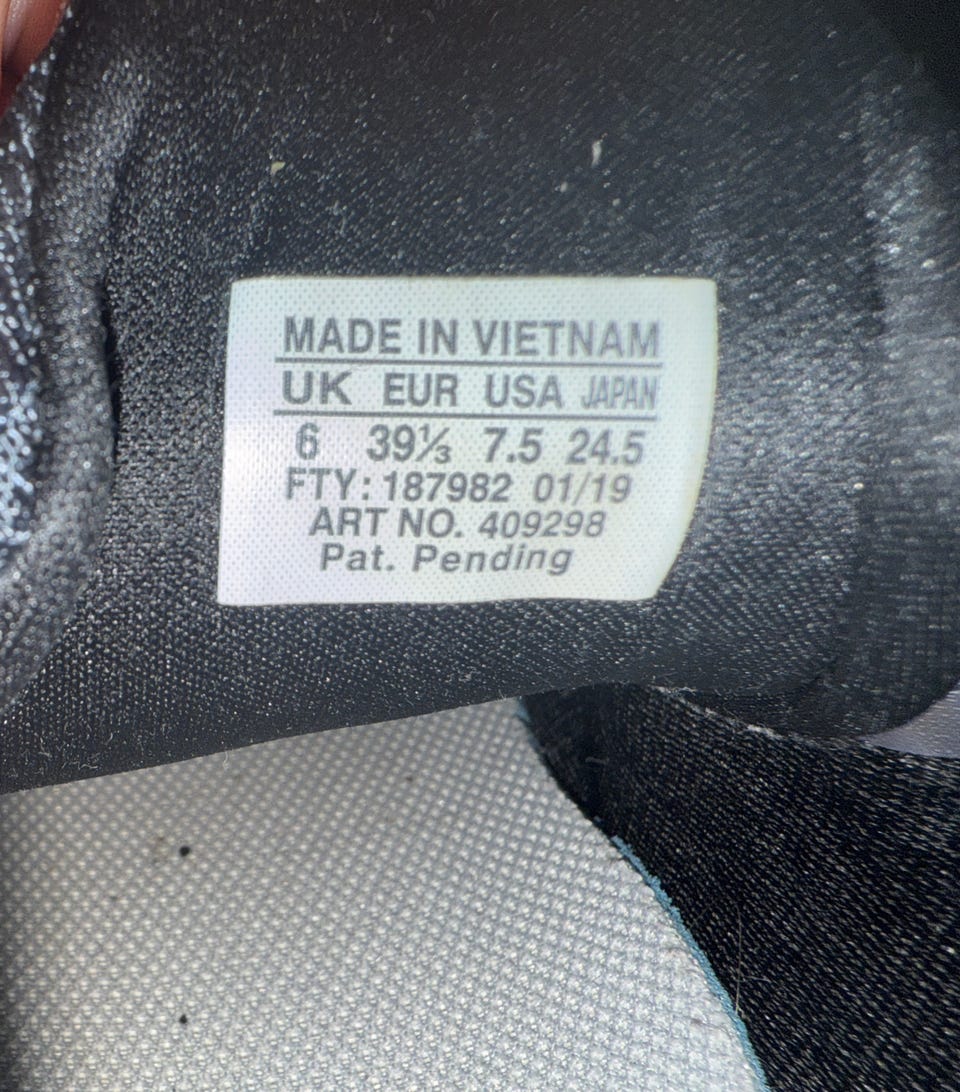 MADE IN VIETNAM
UK EUR USA JAPAN
6 39⅓ 7.5 24.5
FTY: 187982 01/19
ART NO. 409298
Pat. Pending